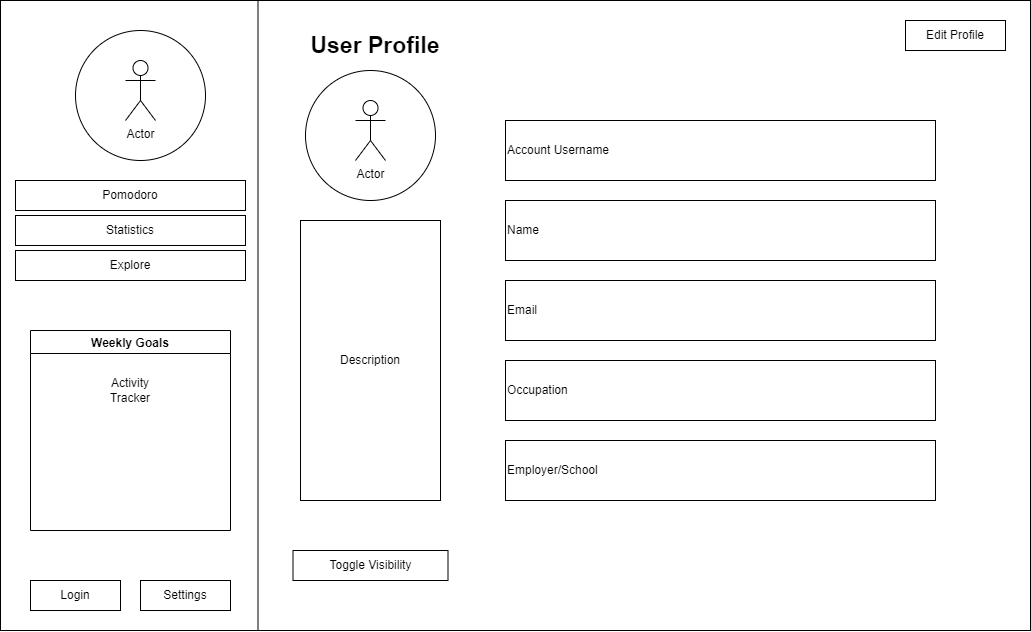 Actor
Pomodoro
Statistics
Explore
Weekly Goals
Activity
Tracker
Login
Settings
User Profile
Edit Profile
Actor
Description
Toggle Visibility
Account Username
Name
Email
Occupation
Employer/School